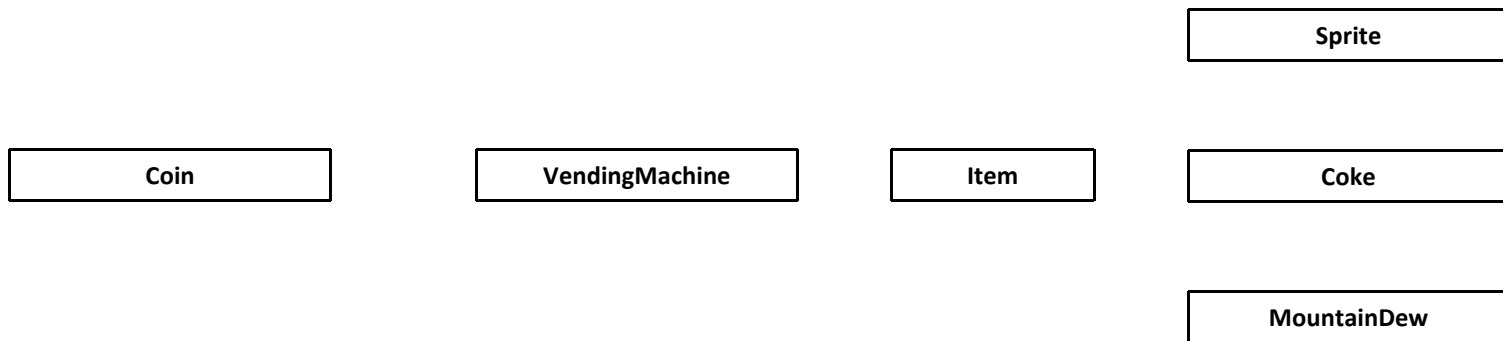 Sprite
Coin
VendingMachine
Item
Coke
MountainDew